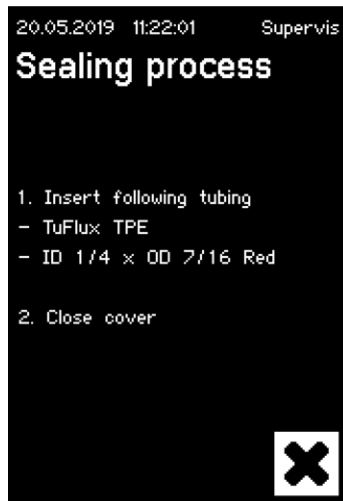 20.05.2019 11:22:01 Supervis
Sealing process
1. Insert following tubing
- TuFlux TPE
- ID 1/4 x OD 7/16 Red
2. Close cover